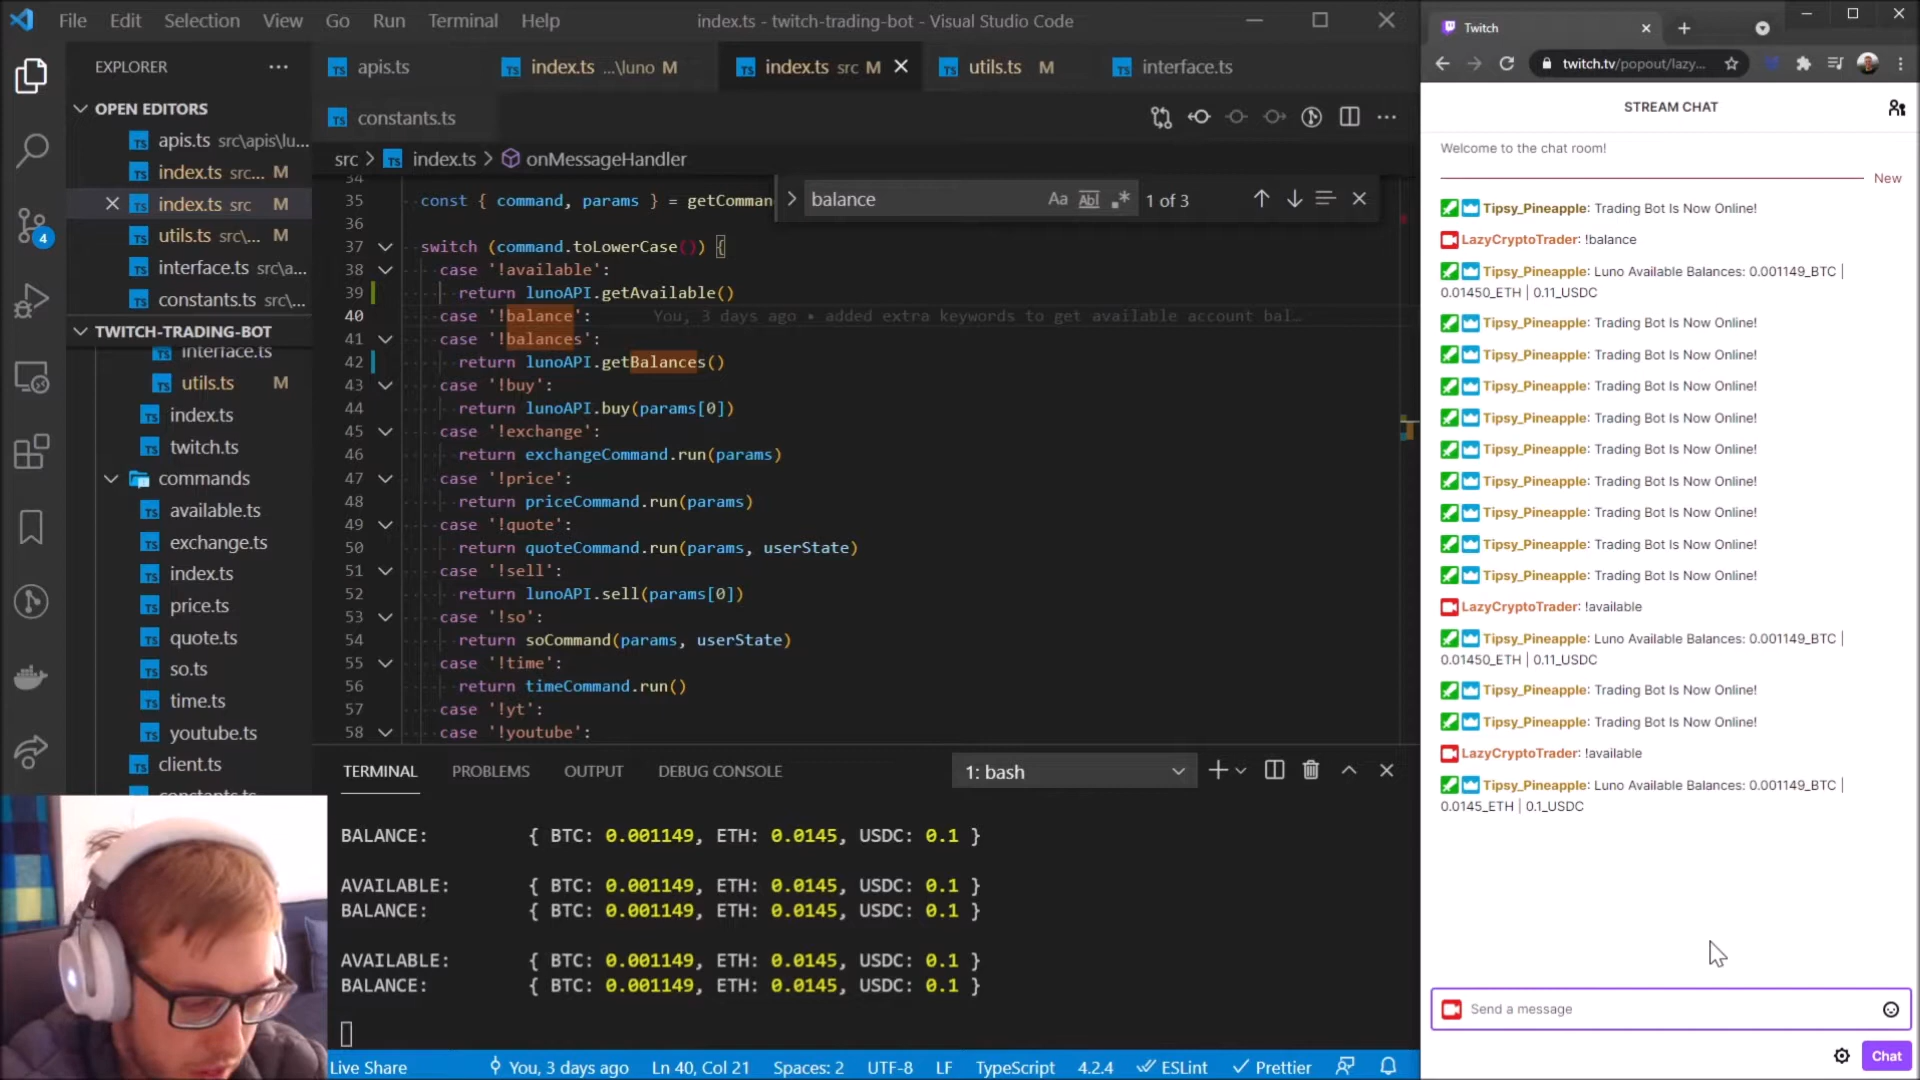 File Edit Selection View Go Run Terminal Help
index.ts - twitch-trading-bot - Visual Studio Code
EXPLORER
OPEN EDITORS
apis.ts src\apis\lu...
index.ts src... M
index.ts src M
utils.ts src\... M
interface.ts src\a...
constants.ts src\...
TWITCH-TRADING-BOT
interface.ts
utils.ts M
index.ts
twitch.ts
commands
available.ts
exchange.ts
index.ts
price.ts
quote.ts
so.ts
time.ts
youtube.ts
client.ts
constants.ts
4
apis.ts
index.ts ...\luno M
index.ts src M
utils.ts M
interface.ts
constants.ts
src > index.ts > onMessageHandler
balance
Aa Abl .* 1 of 3
34
35 const { command, params } = getComman
36
37 switch (command.toLowerCase()) {
38 case '!available':
39 return lunoAPI.getAvailable()
40 case '!balance': You, 3 days ago • added extra keywords to get available account bal…
41 case '!balances':
42 return lunoAPI.getBalances()
43 case '!buy':
44 return lunoAPI.buy(params[0])
45 case '!exchange':
46 return exchangeCommand.run(params)
47 case '!price':
48 return priceCommand.run(params)
49 case '!quote':
50 return quoteCommand.run(params, userState)
51 case '!sell':
52 return lunoAPI.sell(params[0])
53 case '!so':
54 return soCommand(params, userState)
55 case '!time':
56 return timeCommand.run()
57 case '!yt':
58 case '!youtube':
TERMINAL PROBLEMS OUTPUT DEBUG CONSOLE
1: bash
BALANCE: { BTC: 0.001149, ETH: 0.0145, USDC: 0.1 }
AVAILABLE: { BTC: 0.001149, ETH: 0.0145, USDC: 0.1 }
BALANCE: { BTC: 0.001149, ETH: 0.0145, USDC: 0.1 }
AVAILABLE: { BTC: 0.001149, ETH: 0.0145, USDC: 0.1 }
BALANCE: { BTC: 0.001149, ETH: 0.0145, USDC: 0.1 }
Live Share You, 3 days ago Ln 40, Col 21 Spaces: 2 UTF-8 LF TypeScript 4.2.4 ESLint Prettier
Twitch
twitch.tv/popout/lazy...
STREAM CHAT
Welcome to the chat room!
New
Tipsy_Pineapple: Trading Bot Is Now Online!
LazyCryptoTrader: !balance
Tipsy_Pineapple: Luno Available Balances: 0.001149_BTC |
0.01450_ETH | 0.11_USDC
Tipsy_Pineapple: Trading Bot Is Now Online!
Tipsy_Pineapple: Trading Bot Is Now Online!
Tipsy_Pineapple: Trading Bot Is Now Online!
Tipsy_Pineapple: Trading Bot Is Now Online!
Tipsy_Pineapple: Trading Bot Is Now Online!
Tipsy_Pineapple: Trading Bot Is Now Online!
Tipsy_Pineapple: Trading Bot Is Now Online!
Tipsy_Pineapple: Trading Bot Is Now Online!
Tipsy_Pineapple: Trading Bot Is Now Online!
LazyCryptoTrader: !available
Tipsy_Pineapple: Luno Available Balances: 0.001149_BTC |
0.01450_ETH | 0.11_USDC
Tipsy_Pineapple: Trading Bot Is Now Online!
Tipsy_Pineapple: Trading Bot Is Now Online!
LazyCryptoTrader: !available
Tipsy_Pineapple: Luno Available Balances: 0.001149_BTC |
0.0145_ETH | 0.1_USDC
Send a message
Chat